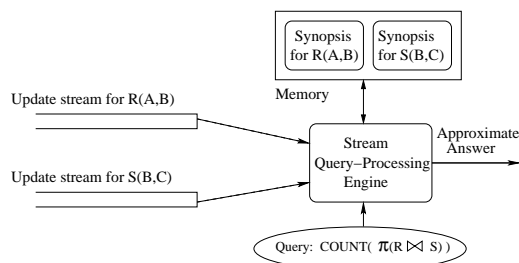 Synopsis
for R(A,B)
Synopsis
for S(B,C)
Memory
Update stream for R(A,B)
Update stream for S(B,C)
Stream
Query−Processing
Engine
Approximate
Answer
Query: COUNT( π(R ⋈ S) )